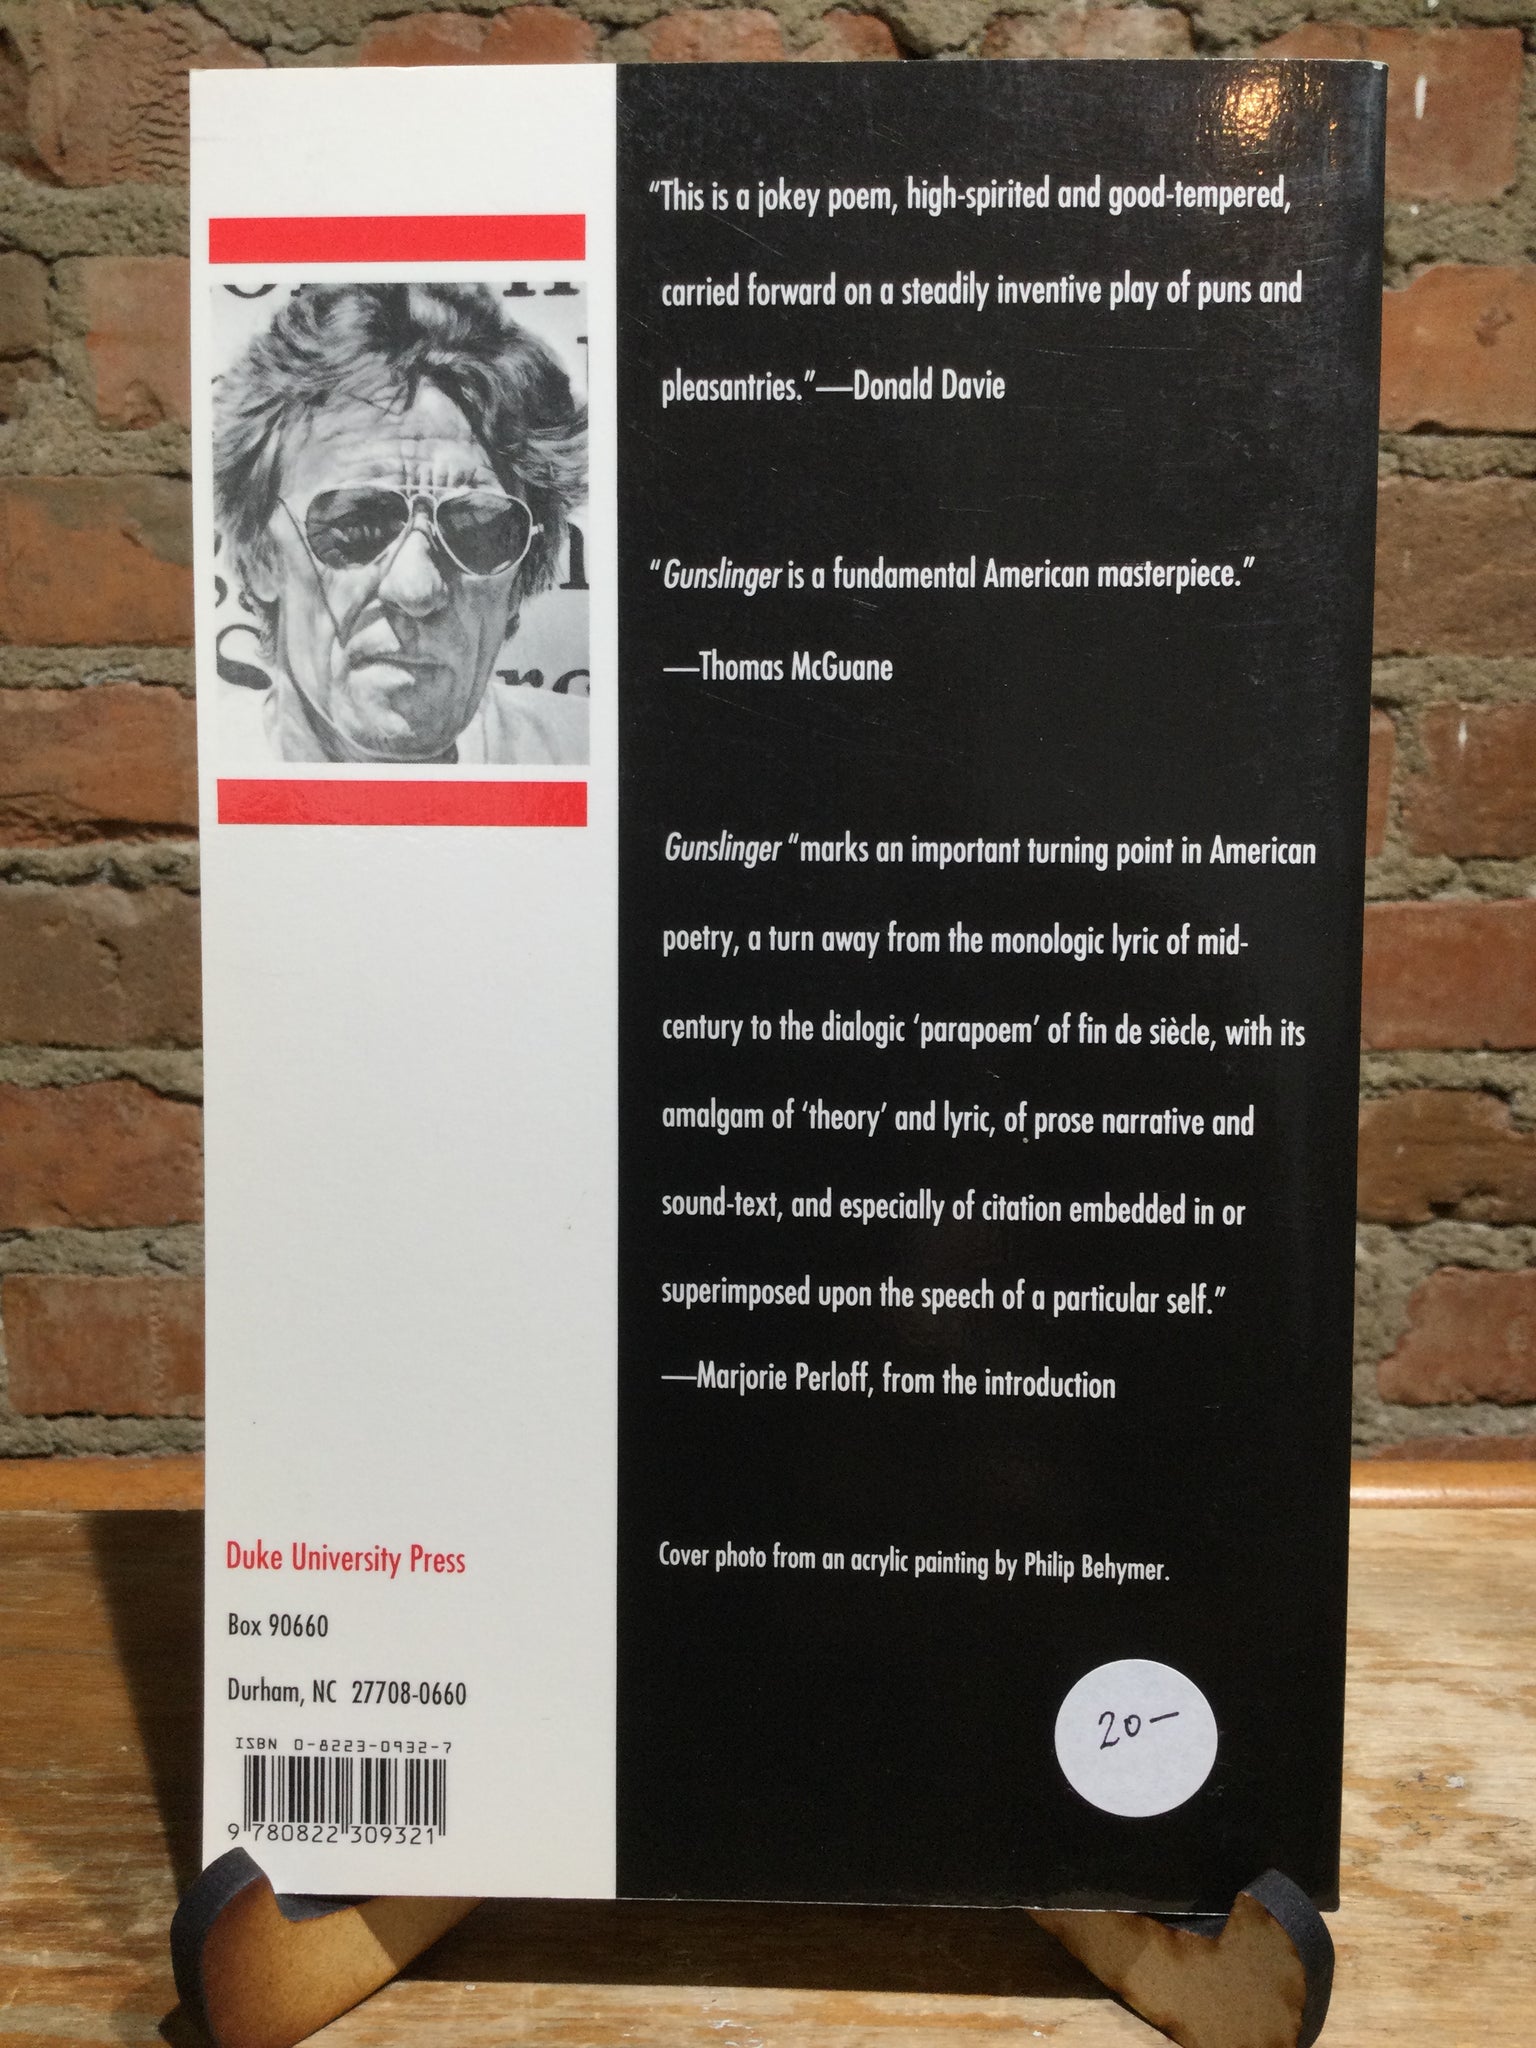 “This is a jokey poem, high-spirited and good-tempered,
carried forward on a steadily inventive play of puns and
pleasantries.”—Donald Davie
“Gunslinger is a fundamental American masterpiece.”
—Thomas McGuane
Gunslinger “marks an important turning point in American
poetry, a turn away from the monologic lyric of mid-
century to the dialogic ‘parapoem’ of fin de siècle, with its
amalgam of ‘theory’ and lyric, of prose narrative and
sound-text, and especially of citation embedded in or
superimposed upon the speech of a particular self.”
—Marjorie Perloff, from the introduction
Cover photo from an acrylic painting by Philip Behymer.
20—
Duke University Press
Box 90660
Durham, NC 27708-0660
ISBN 0-8223-0932-7
9 780822 309321